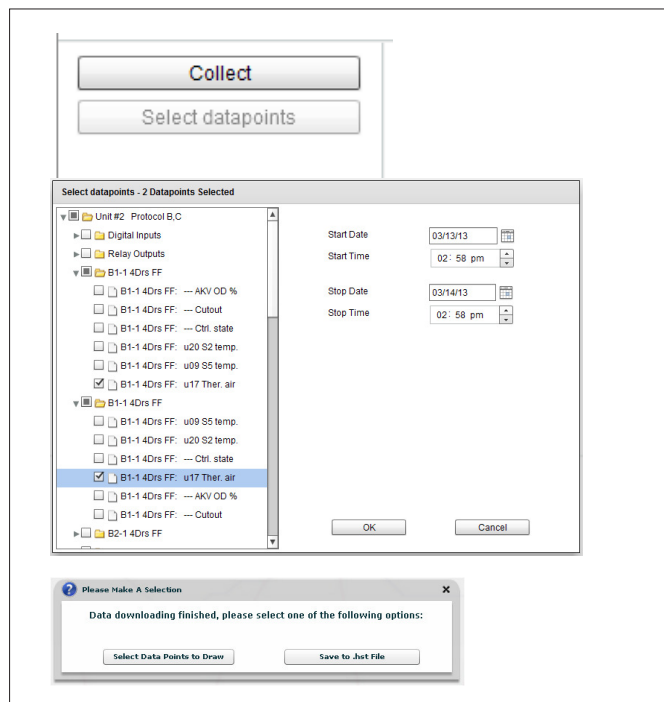 Collect
Select datapoints
Select datapoints - 2 Datapoints Selected
Unit #2 Protocol B,C
Digital Inputs
Relay Outputs
B1-1 4Drs FF
B1-1 4Drs FF: --- AKV OD %
B1-1 4Drs FF: --- Cutout
B1-1 4Drs FF: --- Ctrl. state
B1-1 4Drs FF: u20 S2 temp.
B1-1 4Drs FF: u09 S5 temp.
B1-1 4Drs FF: u17 Ther. air
B1-1 4Drs FF
B1-1 4Drs FF: u09 S5 temp.
B1-1 4Drs FF: u20 S2 temp.
B1-1 4Drs FF: --- Ctrl. state
B1-1 4Drs FF: u17 Ther. air
B1-1 4Drs FF: --- AKV OD %
B1-1 4Drs FF: --- Cutout
B2-1 4Drs FF
Start Date 03/13/13
Start Time 02: 58 pm
Stop Date 03/14/13
Stop Time 02: 58 pm
OK Cancel
Please Make A Selection
Data downloading finished, please select one of the following options:
Select Data Points to Draw Save to .hst File